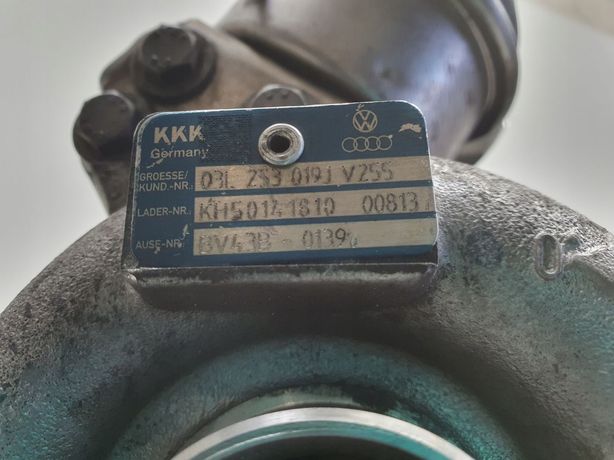 KKK
Germany
GROESSE/
KUND.-NR.: 03L 253 019J V255
LADER-NR.: KH50141810 00813
AUSF.-NR.: BV43B - 0139